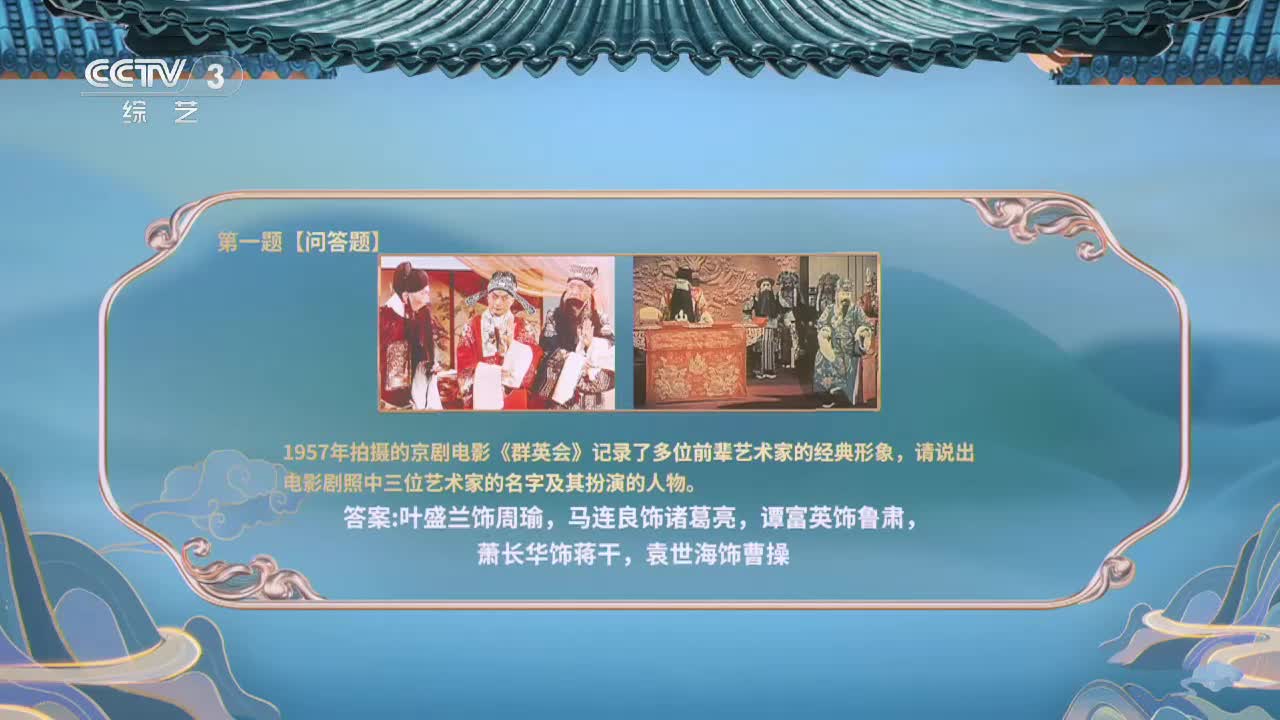 CCTV 3
综艺
第一题【问答题】
1957年拍摄的京剧电影《群英会》记录了多位前辈艺术家的经典形象，请说出
电影剧照中三位艺术家的名字及其扮演的人物。
答案:叶盛兰饰周瑜，马连良饰诸葛亮，谭富英饰鲁肃，
萧长华饰蒋干，袁世海饰曹操